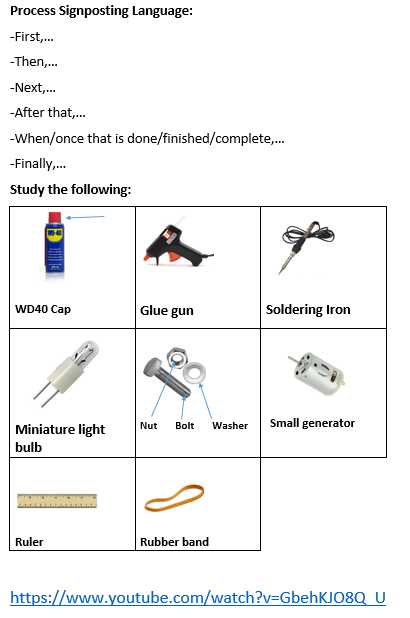 Process Signposting Language:
-First,…
-Then,…
-Next,…
-After that,…
-When/once that is done/finished/complete,…
-Finally,…
Study the following:
WD-40
WD40 Cap
Glue gun
Soldering Iron
Miniature light
bulb
Nut Bolt Washer
Small generator
Ruler
Rubber band
https://www.youtube.com/watch?v=GbehKJO8Q_U